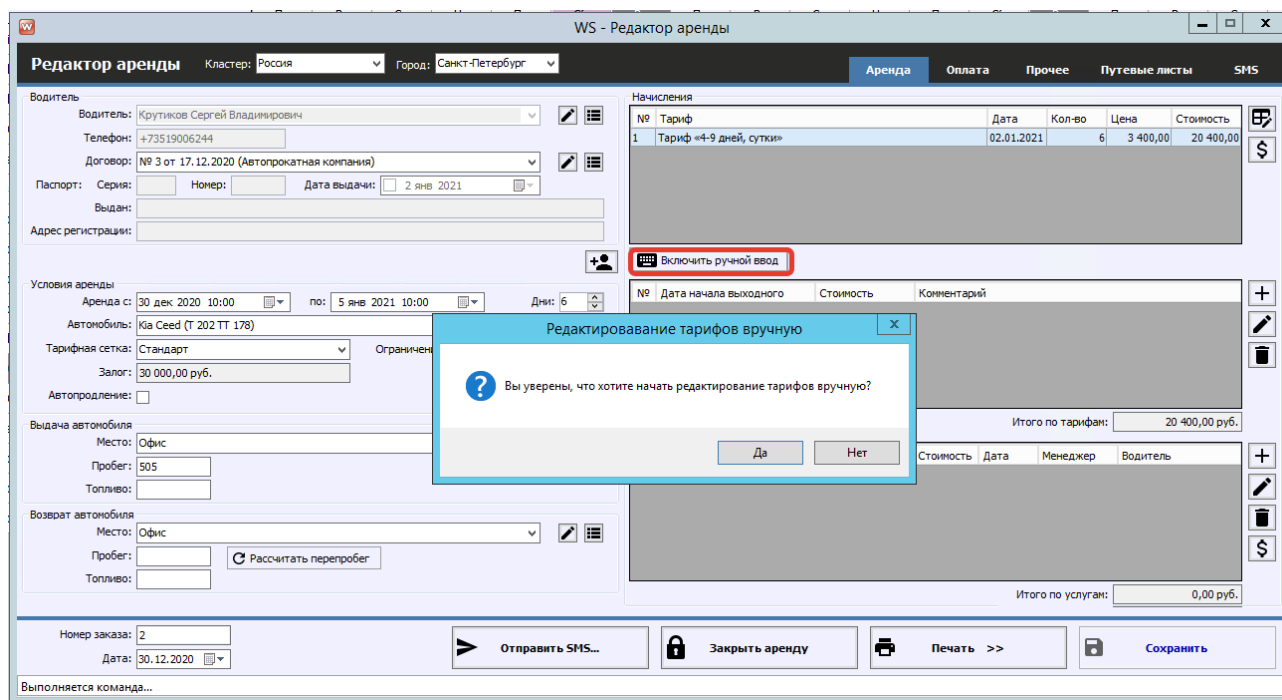 WS - Редактор аренды
Редактор аренды Кластер: Россия Город: Санкт-Петербург Аренда Оплата Прочее Путевые листы SMS
Водитель
Водитель: Крутиков Сергей Владимирович
Телефон: +73519006244
Договор: № 3 от 17.12.2020 (Автопрокатная компания)
Паспорт: Серия: Номер: Дата выдачи: 2 янв 2021
Выдан:
Адрес регистрации:
Начисления
№ Тариф Дата Кол-во Цена Стоимость
1 Тариф «4-9 дней, сутки» 02.01.2021 6 3 400,00 20 400,00
Включить ручной ввод
Условия аренды
Аренда с: 30 дек 2020 10:00 по: 5 янв 2021 10:00 Дни: 6
Автомобиль: Kia Ceed (Т 202 ТТ 178)
Тарифная сетка: Стандарт Ограничени
Залог: 30 000,00 руб.
Автопродление:
№ Дата начала выходного Стоимость Комментарий
Редактировавание тарифов вручную
Вы уверены, что хотите начать редактирование тарифов вручную?
Да Нет
Итого по тарифам: 20 400,00 руб.
Выдача автомобиля
Место: Офис
Пробег: 505
Топливо:
Стоимость Дата Менеджер Водитель
Возврат автомобиля
Место: Офис
Пробег: Рассчитать перепробег
Топливо:
Итого по услугам: 0,00 руб.
Номер заказа: 2
Дата: 30.12.2020
Отправить SMS... Закрыть аренду Печать >> Сохранить
Выполняется команда...